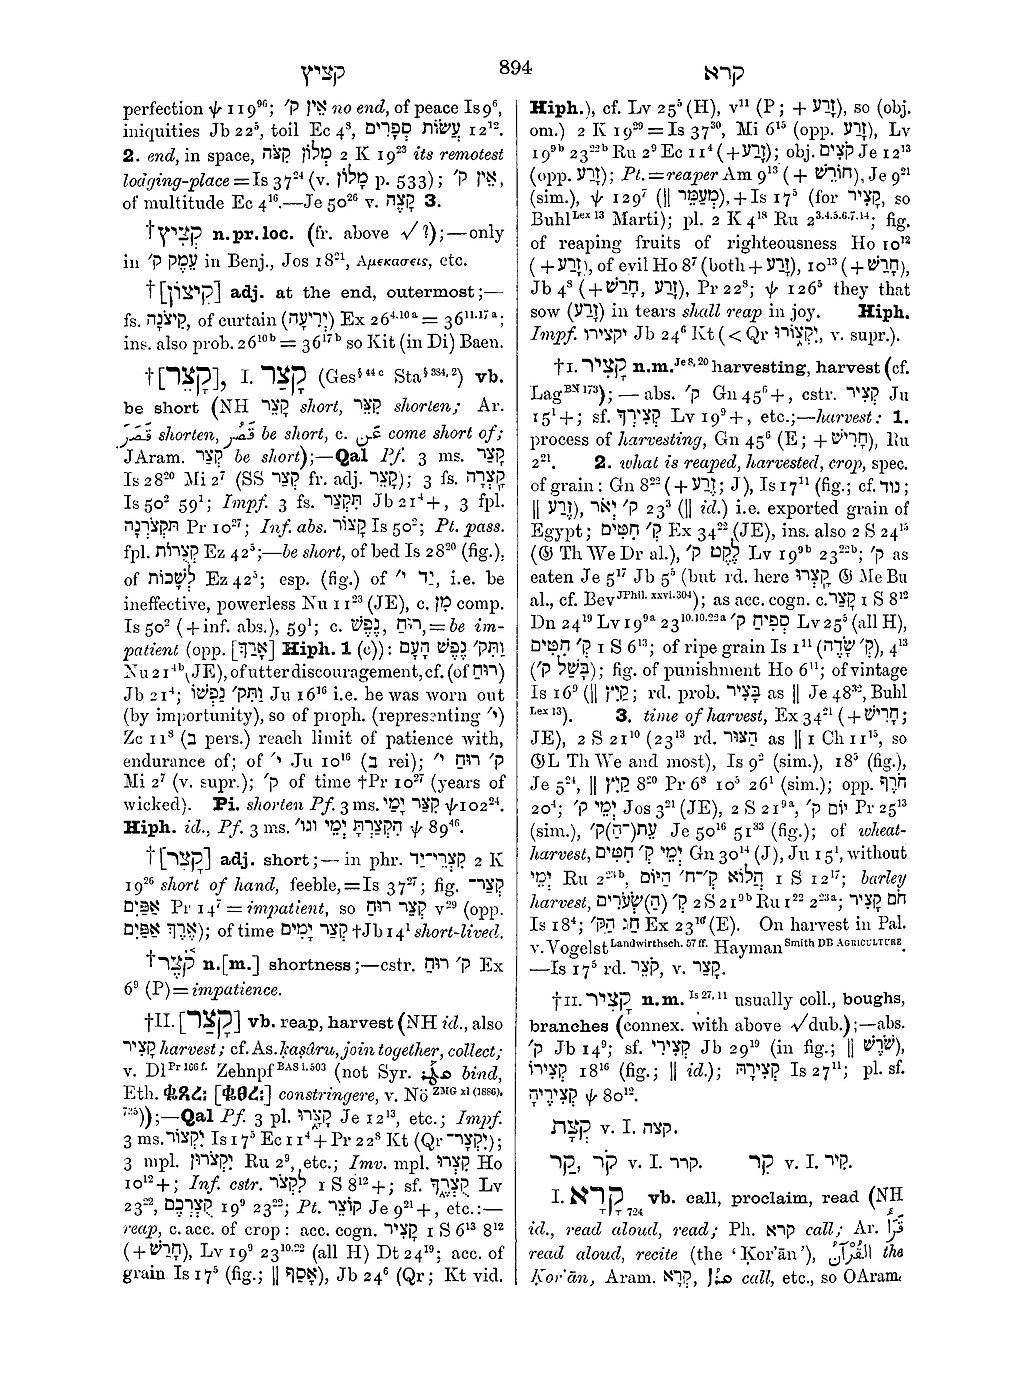 קציץ
894
קרא
perfection ψ 119⁹⁶; אֵין ק׳ no end, of peace Is 9⁶,
iniquities Jb 22⁵, toil Ec 4⁸, עֲשׂוֹת סְפָרִים 12¹².
2. end, in space, מְלוֹן קִצֹּה 2 K 19²³ its remotest
lodging-place = Is 37²⁴ (v. מָלוֹן p. 533); אֵין ק׳,
of multitude Ec 4¹⁶.—Je 50²⁶ v. קָצֶה 3.
†קְצִיץ n.pr.loc. (fr. above √ ?);—only
in עֵמֶק ק׳ in Benj., Jos 18²¹, Αμεκασεις, etc.
†[קִיצוֹן] adj. at the end, outermost;—
fs. קִיצֹנָה, of curtain (יְרִיעָה) Ex 26⁴·¹⁰ᵃ = 36¹¹·¹⁷ᵃ;
ins. also prob. 26¹⁰ᵇ = 36¹⁷ᵇ so Kit (in Di) Baen.
†[קָצֵר], I. קָצַר (Ges§ 44 c Sta§ 384, 2) vb.
be short (NH קָצֵר short, קִצֵּר shorten; Ar.
قَصَرَ shorten, قَصُرَ be short, c. عَنْ come short of;
JAram. קְצַר be short);—Qal Pf. 3 ms. קָצַר
Is 28²⁰ Mi 2⁷ (SS קָצֵר fr. adj. קָצֵר); 3 fs. קָצְרָה
Is 50² 59¹; Impf. 3 fs. תִּקְצַר Jb 21⁴+, 3 fpl.
תִּקְצֹרְנָה Pr 10²⁷; Inf. abs. קָצוֹר Is 50²; Pt. pass.
fpl. קְצֻרוֹת Ez 42⁵;—be short, of bed Is 28²⁰ (fig.),
of לְשָׁכוֹת Ez 42⁵; esp. (fig.) of יַד י׳, i.e. be
ineffective, powerless Nu 11²³ (JE), c. מִן comp.
Is 50² (+ inf. abs.), 59¹; c. רוּחַ, נֶפֶשׁ, = be im-
patient (opp. [אָרַךְ] Hiph. 1 (c)): וַתִּק׳ נֶפֶשׁ הָעָם
Nu 21⁴ᵇ (JE), of utter discouragement, cf. (of רוּחַ)
Jb 21⁴; וַתִּק׳ נַפְשׁוֹ Ju 16¹⁶ i.e. he was worn out
(by importunity), so of proph. (representing י׳)
Zc 11⁸ (ב pers.) reach limit of patience with,
endurance of; of י׳ Ju 10¹⁶ (ב rei); ק׳ רוּחַ י׳
Mi 2⁷ (v. supr.); ק׳ of time †Pr 10²⁷ (years of
wicked). Pi. shorten Pf. 3 ms. קִצַּר יָמָי ψ 102²⁴.
Hiph. id., Pf. 3 ms. הִקְצַרְתָּ יְמֵי וגו׳ ψ 89⁴⁶.
†[קָצֵר] adj. short;—in phr. קִצְרֵי־יָד 2 K
19²⁶ short of hand, feeble, = Is 37²⁷; fig. קְצַר־
אַפַּיִם Pr 14¹⁷ = impatient, so קְצַר רוּחַ v²⁹ (opp.
אֶרֶךְ אַפַּיִם); of time קְצַר יָמִים †Jb 14¹ short-lived.
†קֹצֶר n.[m.] shortness;—cstr. ק׳ רוּחַ Ex
6⁹ (P) = impatience.
†II. [קָצַר] vb. reap, harvest (NH id., also
קָצִיר harvest; cf. As. ḳaṣâru, join together, collect;
v. Dl Pr 166 f. Zehnpf BAS i. 503 (not Syr. bind,
Eth. constringere, v. Nö ZMG xl (1886),
735));—Qal Pf. 3 pl. קָצְרוּ Je 12¹³, etc.; Impf.
3 ms. יִקְצוֹר Is 17⁵ Ec 11⁴ + Pr 22⁸ Kt (Qr יִקְצָר־);
3 mpl. יִקְצֹרוּן Ru 2⁹, etc.; Imv. mpl. קִצְרוּ Ho
10¹²+; Inf. cstr. לִקְצֹר 1 S 8¹²+; sf. קֻצְרֶךָ Lv
23²², קֻצְרְכֶם 19⁹ 23²²; Pt. קוֹצֵר Je 9²¹+, etc.:—
reap, c. acc. of crop: acc. cogn. קָצִיר 1 S 6¹³ 8¹²
(+ חָרַשׁ), Lv 19⁹ 23¹⁰·²² (all H) Dt 24¹⁹; acc. of
grain Is 17⁵ (fig.; ‖ אָסַף), Jb 24⁶ (Qr; Kt vid.
Hiph.), cf. Lv 25⁵ (H), v¹¹ (P; + זָרַע), so (obj.
om.) 2 K 19²⁹ = Is 37³⁰, Mi 6¹⁵ (opp. זָרַע), Lv
19⁹ᵇ 23²²ᵇ Ru 2⁹ Ec 11⁴ (+ זָרַע); obj. קֹצִים Je 12¹³
(opp. זָרַע); Pt. = reaper Am 9¹³ (+ חוֹרֵשׁ), Je 9²¹
(sim.), ψ 129⁷ (‖ מְעַמֵּר), + Is 17⁵ (for קָצִיר, so
Buhl Lex 13 Marti); pl. 2 K 4¹⁸ Ru 2³·⁴·⁵·⁶·⁷·¹⁴; fig.
of reaping fruits of righteousness Ho 10¹²
(+ זָרַע), of evil Ho 8⁷ (both + זָרַע), 10¹³ (+ חָרַשׁ),
Jb 4⁸ (+ זָרַע, חָרַשׁ), Pr 22⁸; ψ 126⁵ they that
sow (זָרַע) in tears shall reap in joy. Hiph.
Impf. יקצירו Jb 24⁶ Kt (< Qr יִקְצוֹרוּ, v. supr.).
†I. קָצִיר n.m. Je 8, 20 harvesting, harvest (cf.
Lag BN 173);—abs. ק׳ Gn 45⁶+, cstr. קְצִיר Ju
15¹+; sf. קְצִירְךָ Lv 19⁹+, etc.;—harvest: 1.
process of harvesting, Gn 45⁶ (E; + חָרִישׁ), Ru
2²¹. 2. what is reaped, harvested, crop, spec.
of grain: Gn 8²² (+ זֶרַע; J), Is 17¹¹ (fig.; cf. נוד;
‖ זֶרַע), ק׳ יְאוֹר 23³ (‖ id.) i.e. exported grain of
Egypt; ק׳ חִטִּים Ex 34²² (JE), ins. also 2 S 24¹⁵
(𝔊 Th We Dr al.), לֶקֶט ק׳ Lv 19⁹ᵇ 23²²ᵇ; ק׳ as
eaten Je 5¹⁷ Jb 5⁵ (but rd. here קָצְרוּ 𝔊 Me Bu
al., cf. Bev JPhil. xxvi. 304); as acc. cogn. c. קצר 1 S 8¹²
Dn 24¹⁹ Lv 19⁹ᵃ 23¹⁰·¹⁰·²²ᵃ סְפִיחַ ק׳ Lv 25⁵ (all H),
ק׳ חִטִּים 1 S 6¹³; of ripe grain Is 1¹¹ (ק׳ שָׂדֶה), 4¹³
(בָּשַׁל ק׳); fig. of punishment Ho 6¹¹; of vintage
Is 16⁹ (‖ קַיִץ; rd. prob. בָּצִיר as ‖ Je 48³², Buhl
Lex 13). 3. time of harvest, Ex 34²¹ (+ חָרִישׁ;
JE), 2 S 21¹⁰ (23¹³ rd. הַצּוּר as ‖ 1 Ch 11¹⁵, so
𝔊L Th We and most), Is 9² (sim.), 18⁵ (fig.),
Je 5²⁴, ‖ קַיִץ 8²⁰ Pr 6⁸ 10⁵ 26¹ (sim.); opp. חֹרֶף
20⁴; יְמֵי ק׳ Jos 3²¹ (JE), 2 S 21⁹ᵃ, יוֹם ק׳ Pr 25¹³
(sim.), עֵת(־הַ)ק׳ Je 50¹⁶ 51³³ (fig.); of wheat-
harvest, יְמֵי ק׳ חִטִּים Gn 30¹⁴ (J), Ju 15¹, without
יְמֵי Ru 2²³ᵇ, הֲלוֹא ק׳־ח׳ הַיּוֹם 1 S 12¹⁷; barley
harvest, ק׳ (הַ)שְּׂעֹרִים 2 S 21⁹ᵇ Ru 1²² 2²³ᵃ; חֹם קָצִיר
Is 18⁴; חַג הַקּ׳ Ex 23¹⁶ (E). On harvest in Pal.
v. Vogelst Landwirthsch. 57 ff. Hayman Smith DB AGRICULTURE.
—Is 17⁵ rd. קֹצֵר, v. קָצַר.
†II. קָצִיר n.m. Is 27, 11 usually coll., boughs,
branches (connex. with above √ dub.);—abs.
ק׳ Jb 14⁹; sf. קְצִירִי Jb 29¹⁹ (in fig.; ‖ שֹׁרֶשׁ),
קְצִירוֹ 18¹⁶ (fig.; ‖ id.); קְצִירָהּ Is 27¹¹; pl. sf.
קְצִירֶיהָ ψ 80¹².
קְצָת v. I. קצה.
קַר, קֹר v. I. קרר. קִר v. I. קִיר.
I. קָרָא 724 vb. call, proclaim, read (NH
id., read aloud, read; Ph. קרא call; Ar. قَرَأَ
read aloud, recite (the ‘Ḳor’ān’), القُرْآنُ the
Ḳor’ān, Aram. קְרָא, call, etc., so OAram.